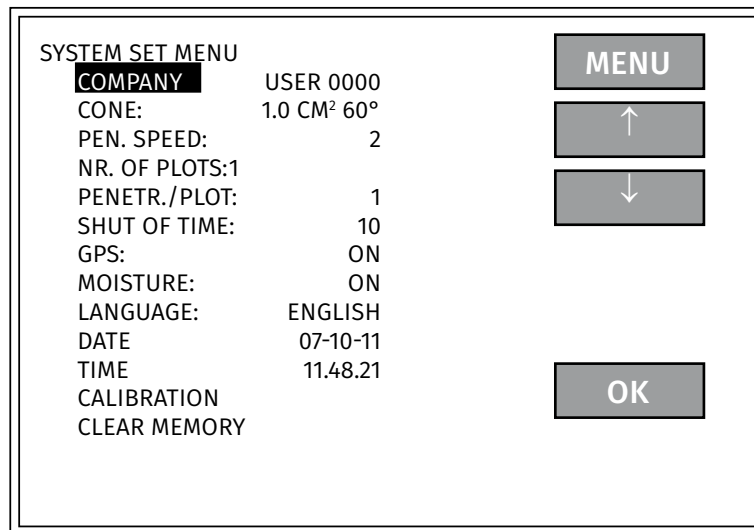 SYSTEM SET MENU
COMPANY USER 0000
CONE: 1.0 CM² 60°
PEN. SPEED: 2
NR. OF PLOTS:1
PENETR./PLOT: 1
SHUT OF TIME: 10
GPS: ON
MOISTURE: ON
LANGUAGE: ENGLISH
DATE 07-10-11
TIME 11.48.21
CALIBRATION
CLEAR MEMORY
MENU
↑
↓
OK